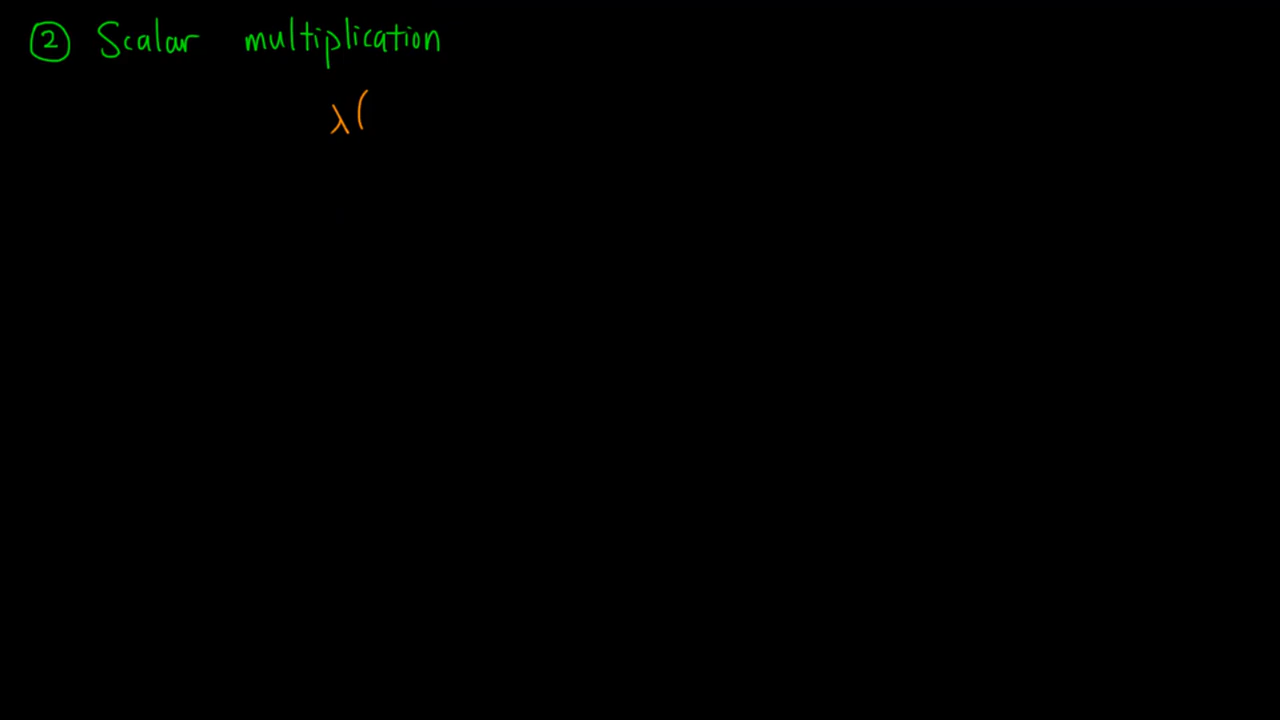 ② Scalar multiplication
λ(